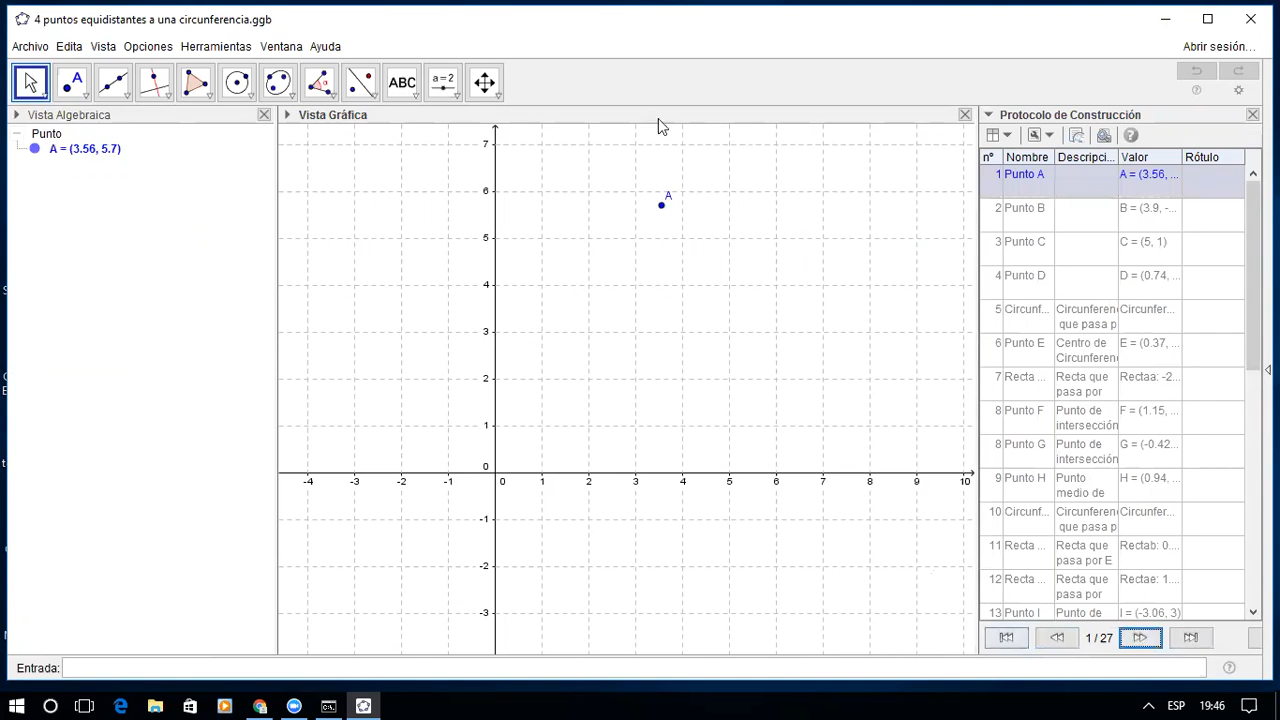 4 puntos equidistantes a una circunferencia.ggb
Archivo Edita Vista Opciones Herramientas Ventana Ayuda
Abrir sesión...
A
ABC
a=2
Vista Algebraica
Vista Gráfica
Protocolo de Construcción
Punto
A = (3.56, 5.7)
nº Nombre Descripci... Valor Rótulo
1 Punto A A = (3.56, ...
2 Punto B B = (3.9, -...
3 Punto C C = (5, 1)
4 Punto D D = (0.74, ...
5 Circunf... Circunferen Circunfer...
que pasa p
6 Punto E Centro de E = (0.37, ...
Circunferenc
7 Recta ... Recta que Rectaa: -2...
pasa por
8 Punto F Punto de F = (1.15, ...
intersección
8 Punto G Punto de G = (-0.42...
intersección
9 Punto H Punto H = (0.94, ...
medio de
10 Circunf... Circunferen Circunfer...
que pasa p
11 Recta ... Recta que Rectab: 0....
pasa por E
12 Recta ... Recta que Rectae: 1....
pasa por
13 Punto I Punto de I = (-3.06, 3)
7
6
5
4
3
2
1
0
-1
-2
-3
A
-4 -3 -2 -1 0 1 2 3 4 5 6 7 8 9 10
1 / 27
Entrada:
ESP 19:46